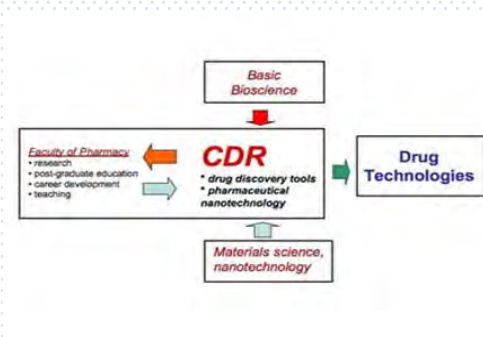 Basic
Bioscience
Faculty of Pharmacy
• research
• post-graduate education
• career development
• teaching
CDR
* drug discovery tools
* pharmaceutical
nanotechnology
Drug
Technologies
Materials science,
nanotechnology